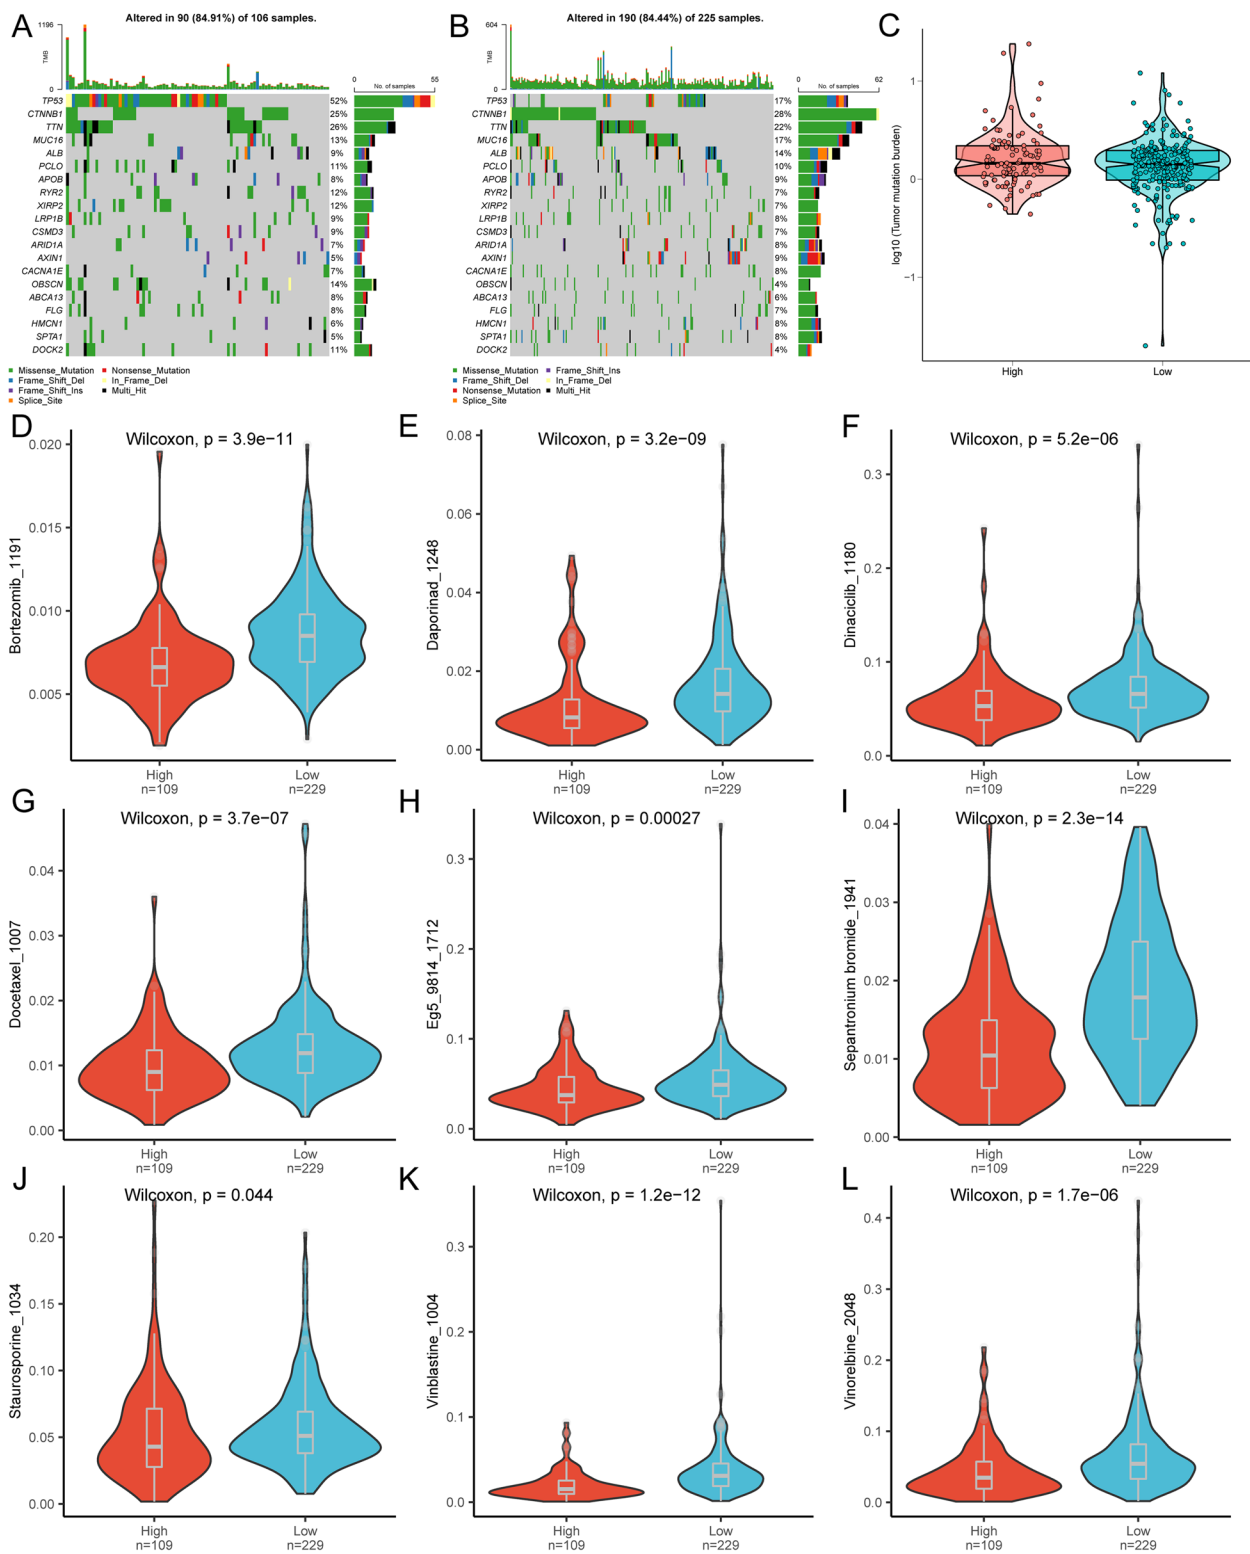 A
Altered in 90 (84.91%) of 106 samples.
1196
0
TMB
0
55
No. of samples
TP53 52%
CTNNB1 25%
TTN 26%
MUC16 13%
ALB 9%
PCLO 11%
APOB 8%
RYR2 12%
XIRP2 12%
LRP1B 9%
CSMD3 9%
ARID1A 7%
AXIN1 5%
CACNA1E 7%
OBSCN 14%
ABCA13 8%
FLG 8%
HMCN1 6%
SPTA1 5%
DOCK2 11%
Missense_Mutation
Nonsense_Mutation
Frame_Shift_Del
In_Frame_Del
Frame_Shift_Ins
Multi_Hit
Splice_Site
B
Altered in 190 (84.44%) of 225 samples.
604
0
TMB
0
62
No. of samples
TP53 17%
CTNNB1 28%
TTN 22%
MUC16 17%
ALB 14%
PCLO 10%
APOB 9%
RYR2 7%
XIRP2 7%
LRP1B 8%
CSMD3 7%
ARID1A 8%
AXIN1 9%
CACNA1E 8%
OBSCN 4%
ABCA13 6%
FLG 7%
HMCN1 8%
SPTA1 8%
DOCK2 4%
Missense_Mutation
Frame_Shift_Ins
Frame_Shift_Del
In_Frame_Del
Nonsense_Mutation
Multi_Hit
Splice_Site
C
log10 (Tumor mutation burden)
1
0
−1
High
Low
D
Wilcoxon, p = 3.9e−11
Bortezomib_1191
0.020
0.015
0.010
0.005
High
n=109
Low
n=229
E
Wilcoxon, p = 3.2e−09
Daporinad_1248
0.08
0.06
0.04
0.02
0.00
High
n=109
Low
n=229
F
Wilcoxon, p = 5.2e−06
Dinaciclib_1180
0.3
0.2
0.1
0.0
High
n=109
Low
n=229
G
Wilcoxon, p = 3.7e−07
Docetaxel_1007
0.04
0.03
0.02
0.01
0.00
High
n=109
Low
n=229
H
Wilcoxon, p = 0.00027
Eg5_9814_1712
0.3
0.2
0.1
0.0
High
n=109
Low
n=229
I
Wilcoxon, p = 2.3e−14
Sepantronium bromide_1941
0.04
0.03
0.02
0.01
0.00
High
n=109
Low
n=229
J
Wilcoxon, p = 0.044
Staurosporine_1034
0.20
0.15
0.10
0.05
0.00
High
n=109
Low
n=229
K
Wilcoxon, p = 1.2e−12
Vinblastine_1004
0.3
0.2
0.1
0.0
High
n=109
Low
n=229
L
Wilcoxon, p = 1.7e−06
Vinorelbine_2048
0.4
0.3
0.2
0.1
0.0
High
n=109
Low
n=229